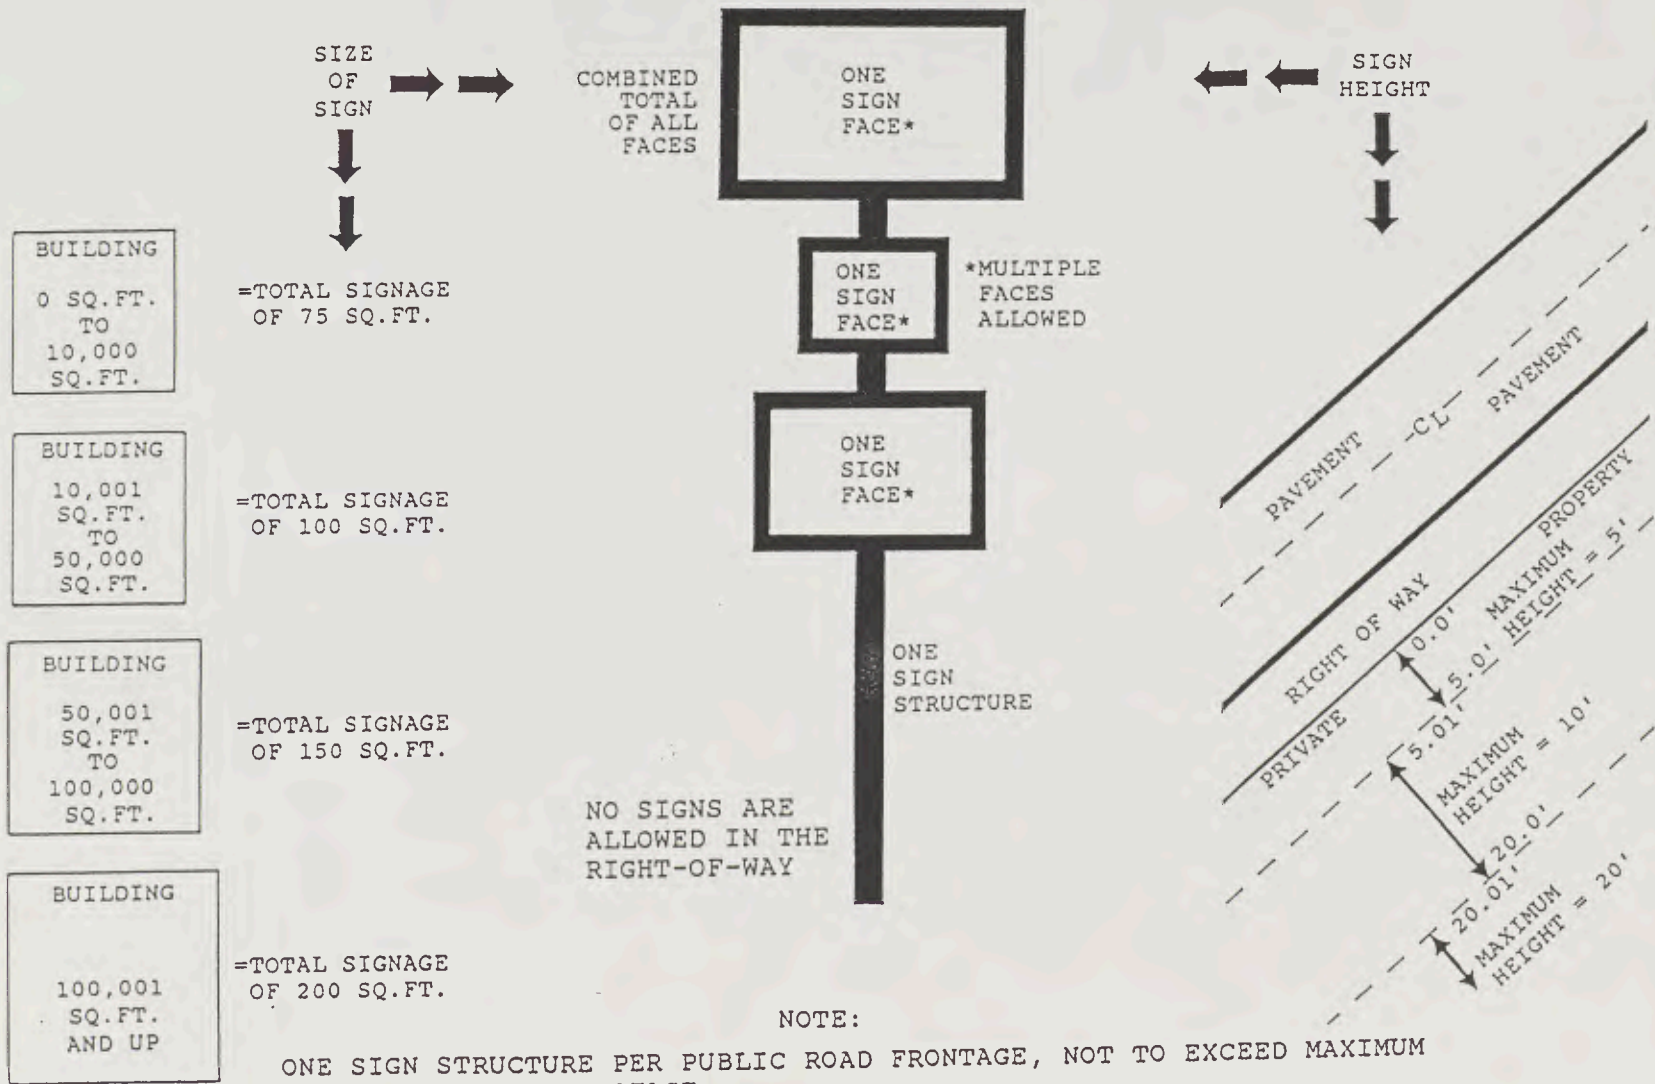 SIZE
OF
SIGN
COMBINED
TOTAL
OF ALL
FACES
ONE
SIGN
FACE*
SIGN
HEIGHT
BUILDING
0 SQ.FT.
TO
10,000
SQ.FT.
=TOTAL SIGNAGE
OF 75 SQ.FT.
ONE
SIGN
FACE*
*MULTIPLE
FACES
ALLOWED
BUILDING
10,001
SQ.FT.
TO
50,000
SQ.FT.
=TOTAL SIGNAGE
OF 100 SQ.FT.
ONE
SIGN
FACE*
BUILDING
50,001
SQ.FT.
TO
100,000
SQ.FT.
=TOTAL SIGNAGE
OF 150 SQ.FT.
ONE
SIGN
STRUCTURE
NO SIGNS ARE
ALLOWED IN THE
RIGHT-OF-WAY
BUILDING
100,001
SQ.FT.
AND UP
=TOTAL SIGNAGE
OF 200 SQ.FT.
PAVEMENT CL PAVEMENT
RIGHT OF WAY
PRIVATE PROPERTY
0.0'
5.0'
MAXIMUM
HEIGHT = 5'
5.01'
MAXIMUM
HEIGHT = 10'
20.0'
20.01'
MAXIMUM
HEIGHT = 20'
NOTE:
ONE SIGN STRUCTURE PER PUBLIC ROAD FRONTAGE, NOT TO EXCEED MAXIMUM